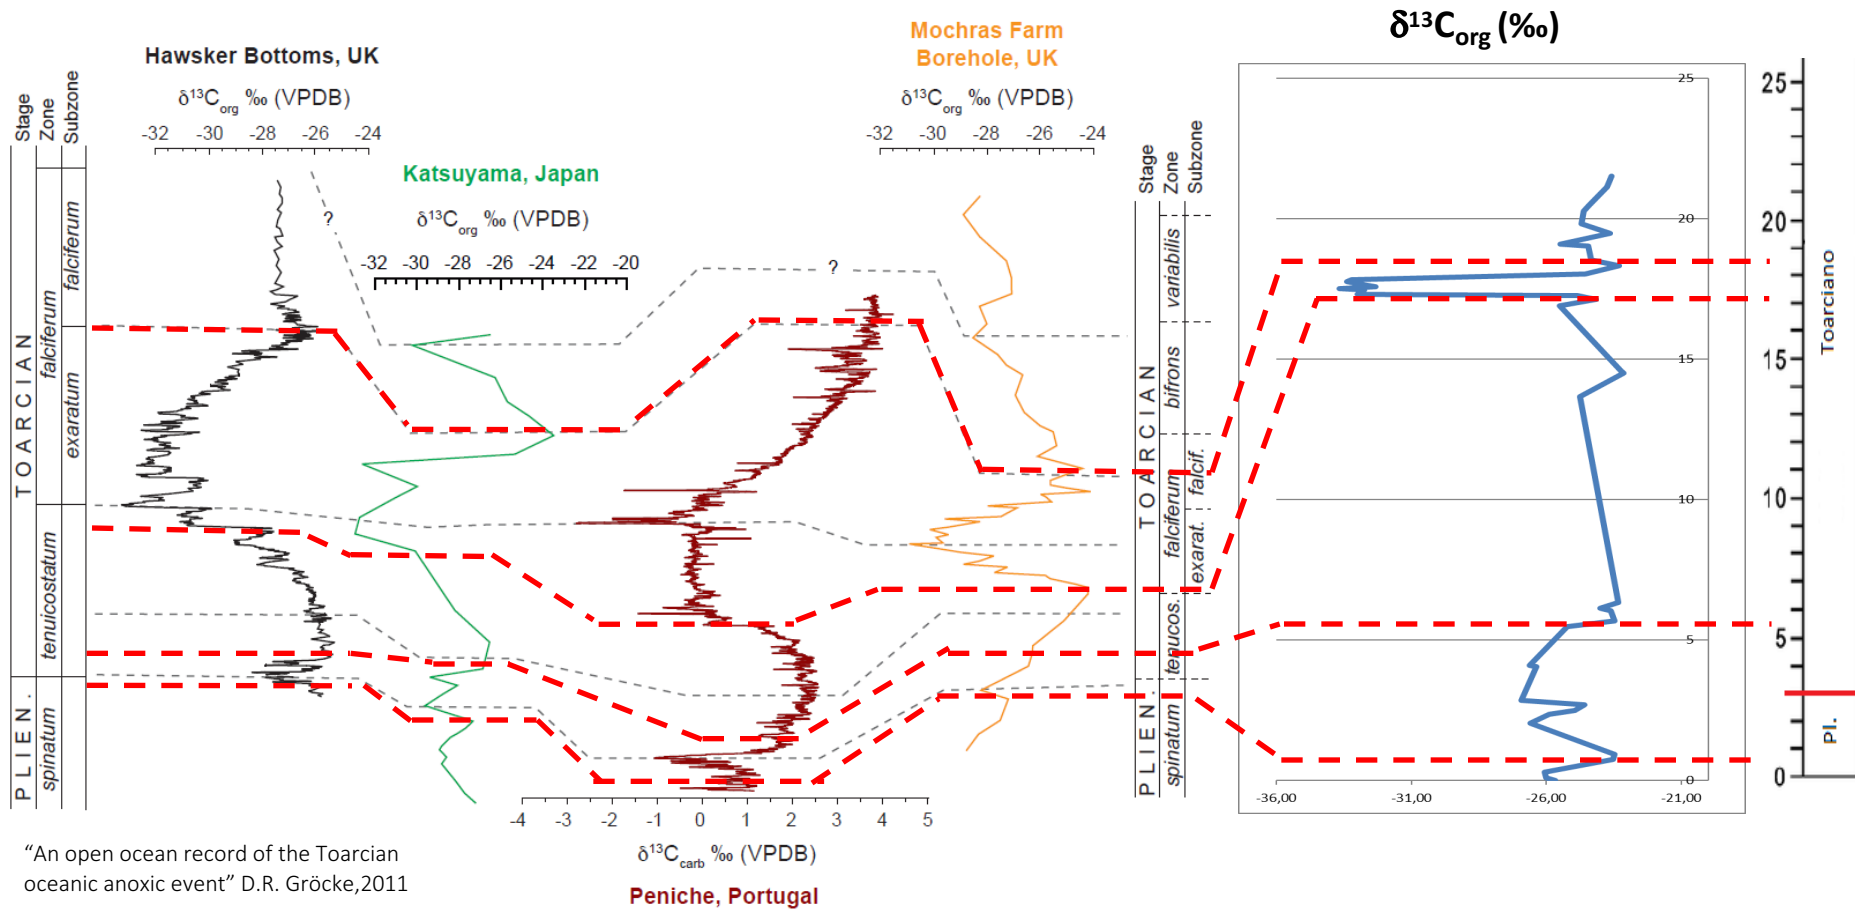 δ¹³Corg (‰)
Hawsker Bottoms, UK
δ¹³Corg ‰ (VPDB)
-32 -30 -28 -26 -24
Mochras Farm
Borehole, UK
δ¹³Corg ‰ (VPDB)
-32 -30 -28 -26 -24
Katsuyama, Japan
δ¹³Corg ‰ (VPDB)
-32 -30 -28 -26 -24 -22 -20
Stage
Zone
Subzone
TOARCIAN
PLIEN.
falciferum
tenuicostatum
spinatum
falciferum
exaratum
?
?
Stage
Zone
Subzone
TOARCIAN
PLIEN.
variabilis
bifrons
falciferum
tenucos.
spinatum
falcif.
exarat.
25
20
15
10
5
0
-36,00 -31,00 -26,00 -21,00
25
20
15
10
5
0
Toarciano
Pl.
-4 -3 -2 -1 0 1 2 3 4 5
δ¹³Ccarb ‰ (VPDB)
Peniche, Portugal
“An open ocean record of the Toarcian
oceanic anoxic event” D.R. Gröcke,2011